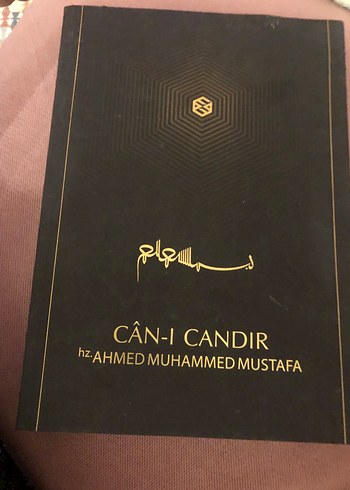 CÂN-I CANDIR
hz. AHMED MUHAMMED MUSTAFA